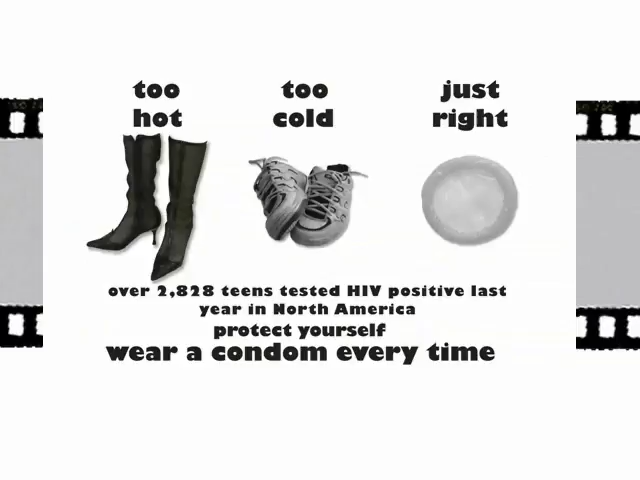 too hot
too cold
just right
over 2,828 teens tested HIV positive last
year in North America
protect yourself
wear a condom every time